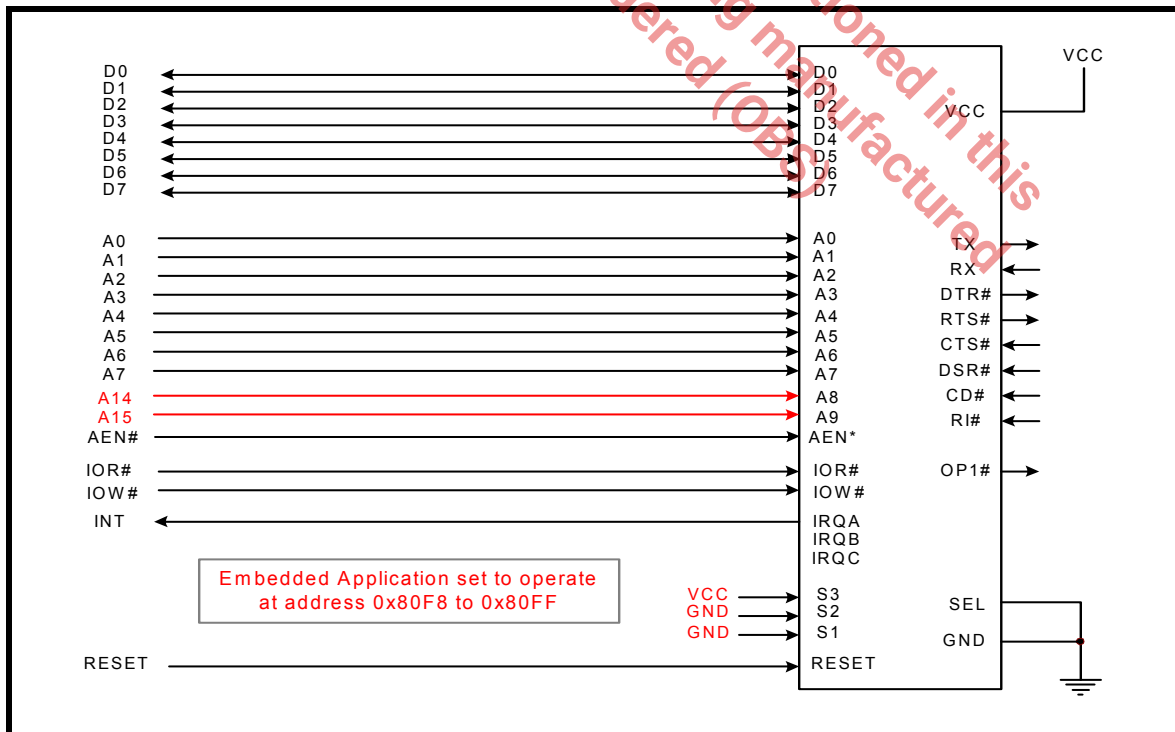 tioned in this
ng manufactured
dered (OBS)
VCC
D0 D0
D1 D1
D2 D2
D3 D3
D4 D4
D5 D5
D6 D6
D7 D7
VCC
A0 A0
A1 A1
A2 A2
A3 A3
A4 A4
A5 A5
A6 A6
A7 A7
A14 A8
A15 A9
AEN# AEN*
IOR# IOR#
IOW# IOW#
INT IRQA
IRQB
IRQC
TX
RX
DTR#
RTS#
CTS#
DSR#
CD#
RI#
OP1#
Embedded Application set to operate
at address 0x80F8 to 0x80FF
VCC S3
GND S2
GND S1
SEL
GND
RESET RESET